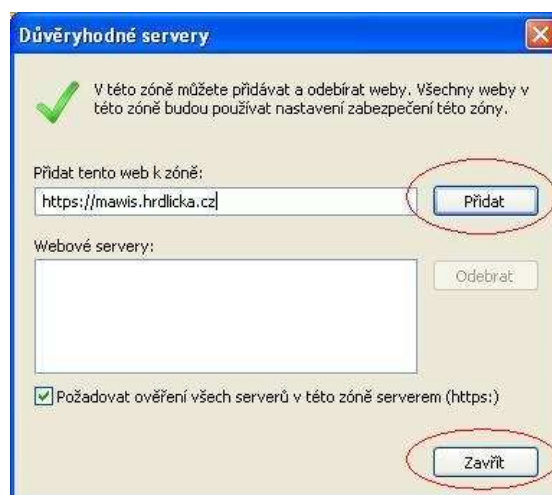 Důvěryhodné servery
V této zóně můžete přidávat a odebírat weby. Všechny weby v
této zóně budou používat nastavení zabezpečení této zóny.
Přidat tento web k zóně:
https://mawis.hrdlicka.cz
Přidat
Webové servery:
Odebrat
Požadovat ověření všech serverů v této zóně serverem (https:)
Zavřít